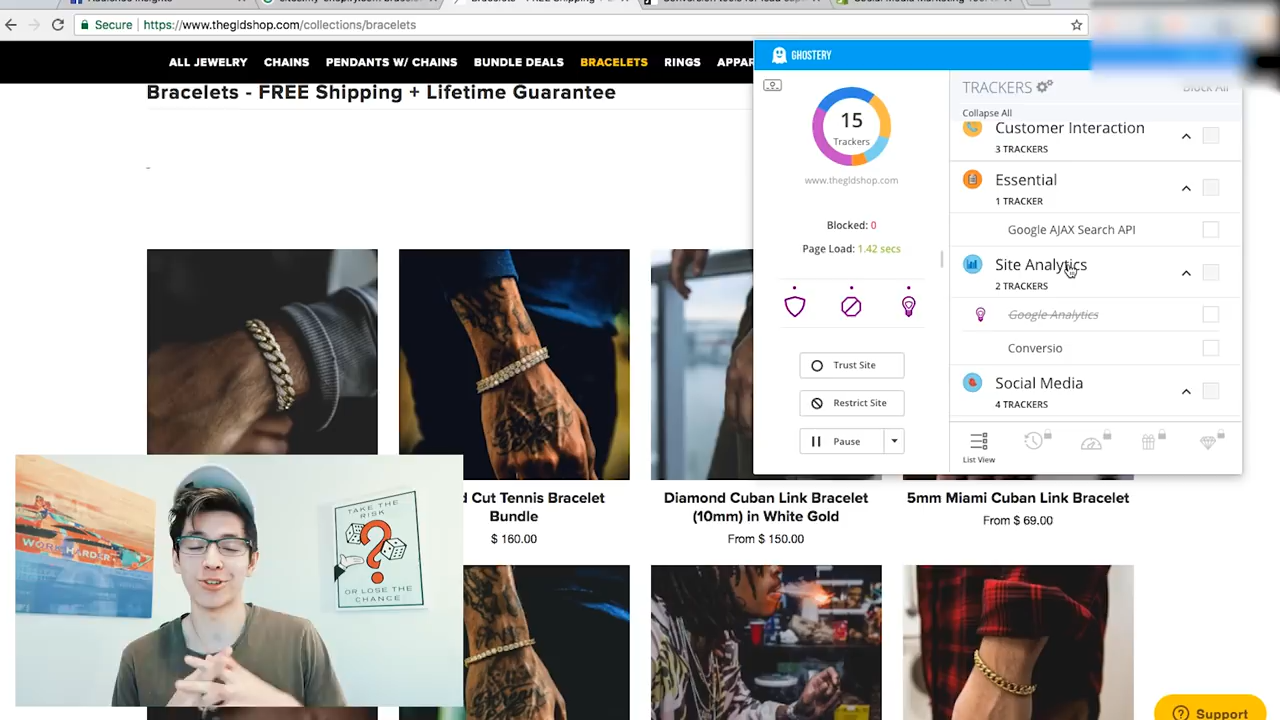 Secure
https://www.thegldshop.com/collections/bracelets
ALL JEWELRY CHAINS PENDANTS W/ CHAINS BUNDLE DEALS BRACELETS RINGS
Bracelets - FREE Shipping + Lifetime Guarantee
GHOSTERY
15
Trackers
www.thegldshop.com
Blocked: 0
Page Load: 1.42 secs
Trust Site
Restrict Site
Pause
TRACKERS
Block All
Collapse All
Customer Interaction
3 TRACKERS
Essential
1 TRACKER
Google AJAX Search API
Site Analytics
2 TRACKERS
Google Analytics
Conversio
Social Media
4 TRACKERS
List View
d Cut Tennis Bracelet
Bundle
$ 160.00
Diamond Cuban Link Bracelet
(10mm) in White Gold
From $ 150.00
5mm Miami Cuban Link Bracelet
From $ 69.00
WORK HARDER
TAKE THE
RISK
?
OR LOSE THE
CHANCE
Support